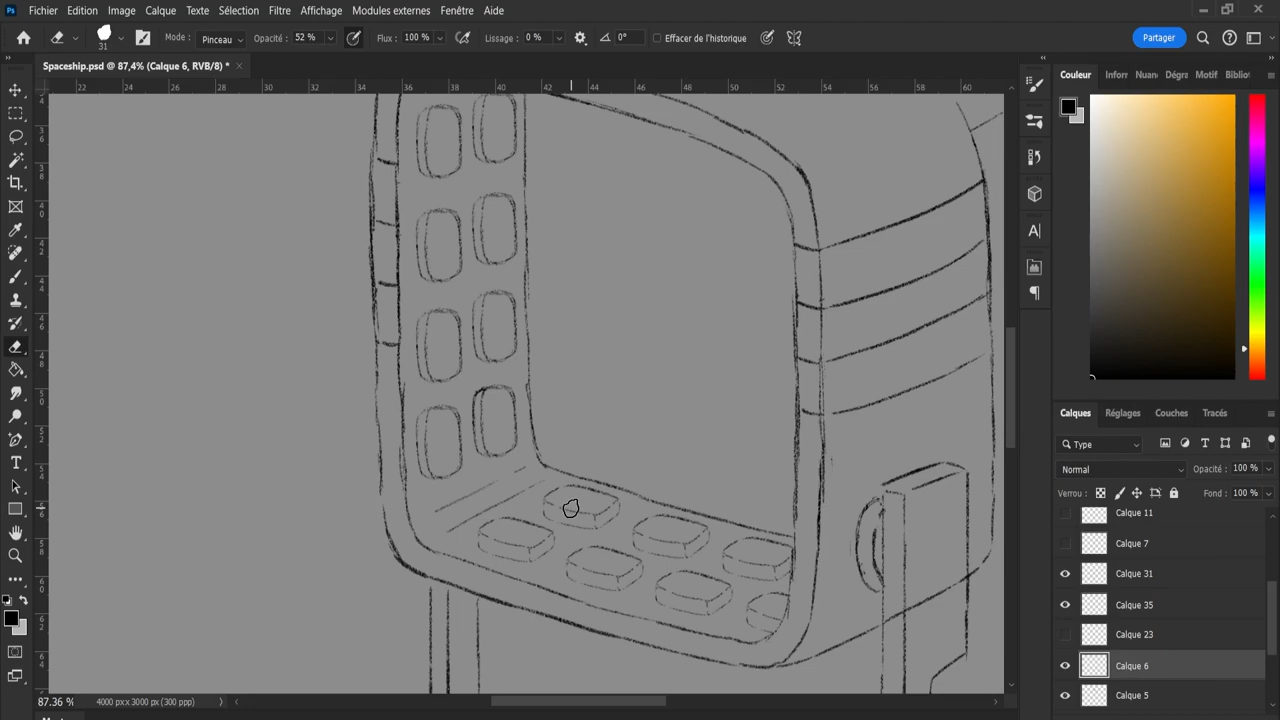 Ps Fichier Edition Image Calque Texte Sélection Filtre Affichage Modules externes Fenêtre Aide
31 Mode : Pinceau Opacité : 52 % Flux : 100 % Lissage : 0 % 0° Effacer de l'historique Partager
Spaceship.psd @ 87,4% (Calque 6, RVB/8) * ×
22 24 26 28 30 32 34 36 38 40 42 44 46 48 50 52 54 56 58 60
Couleur Inforr Nuan Dégra Motif Bibliot
Calques Réglages Couches Tracés
Type
Normal Opacité : 100 %
Verrou : Fond : 100 %
Calque 11
Calque 7
Calque 31
Calque 35
Calque 23
Calque 6
Calque 5
87.36 % 4000 px x 3000 px (300 ppp)